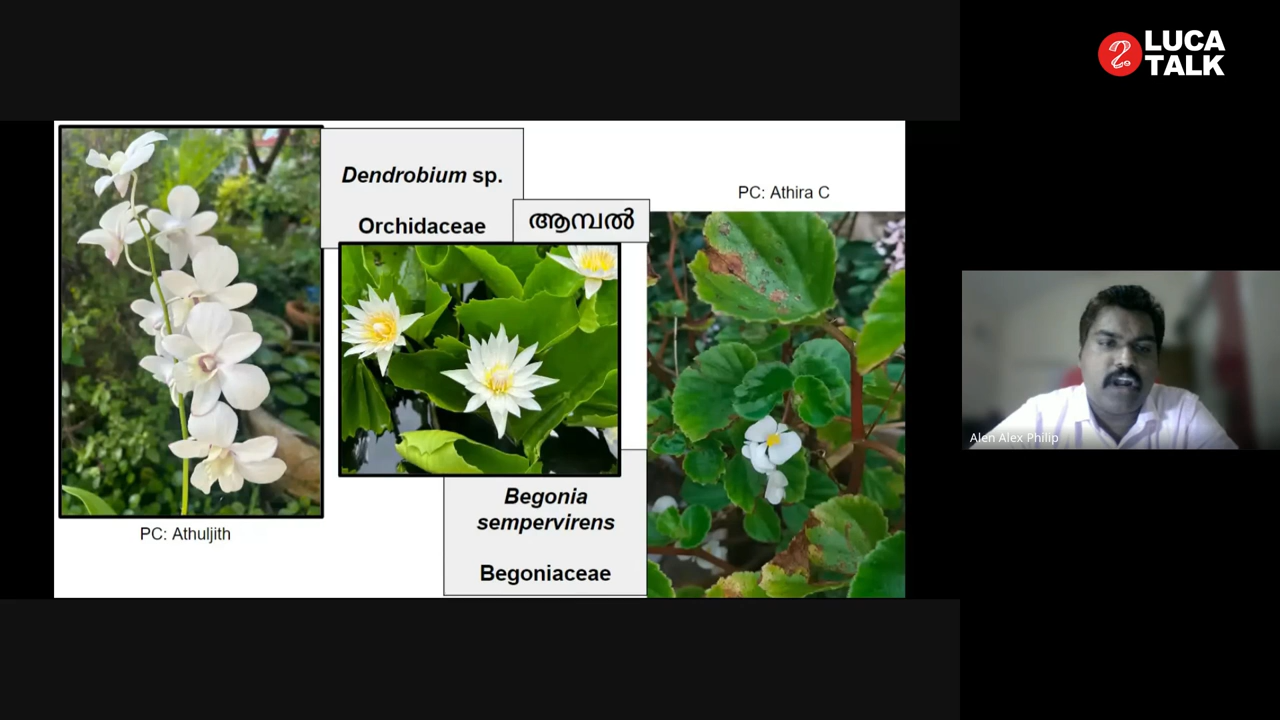 LUCA
TALK
Dendrobium sp.
Orchidaceae
ആമ്പൽ
PC: Athira C
PC: Athuljith
Begonia
sempervirens
Begoniaceae
Alen Alex Philip